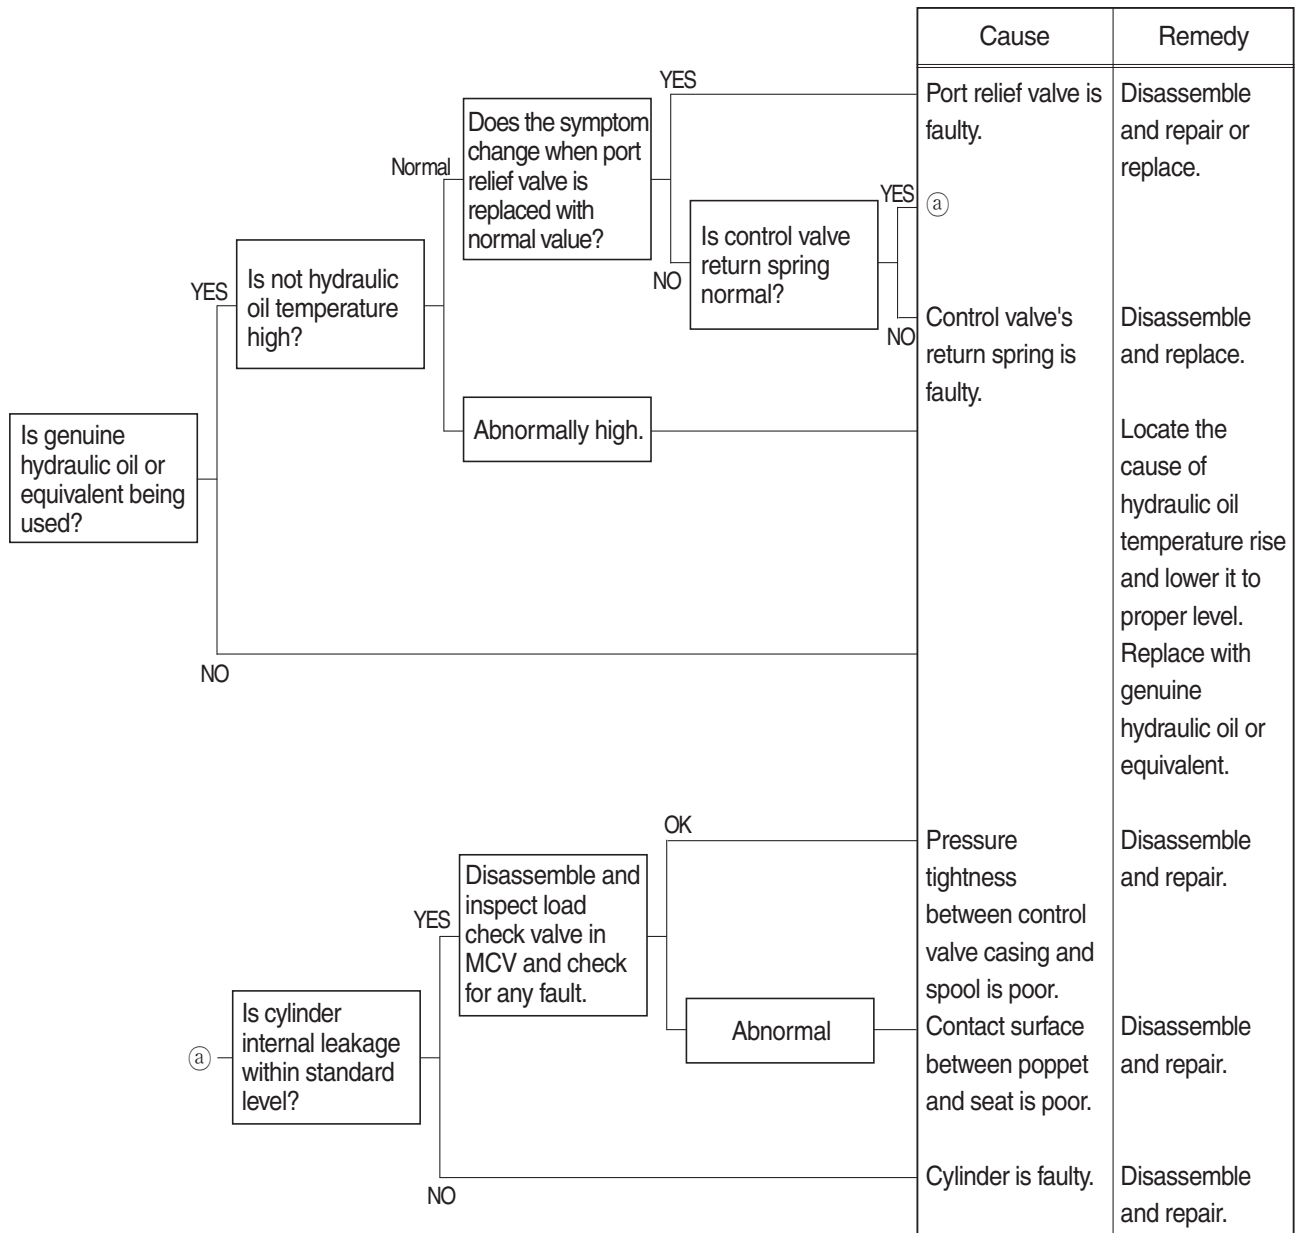 Cause
Remedy
YES
Port relief valve is
faulty.
Disassemble
and repair or
replace.
Does the symptom
change when port
relief valve is
replaced with
normal value?
Normal
YES
ⓐ
Is control valve
return spring
normal?
NO
Is not hydraulic
oil temperature
high?
YES
NO
Control valve's
return spring is
faulty.
Disassemble
and replace.
Abnormally high.
Is genuine
hydraulic oil or
equivalent being
used?
Locate the
cause of
hydraulic oil
temperature rise
and lower it to
proper level.
NO
Replace with
genuine
hydraulic oil or
equivalent.
OK
Pressure
tightness
between control
valve casing and
spool is poor.
Disassemble
and repair.
Disassemble and
inspect load
check valve in
MCV and check
for any fault.
YES
Is cylinder
internal leakage
within standard
level?
ⓐ
Abnormal
Contact surface
between poppet
and seat is poor.
Disassemble
and repair.
NO
Cylinder is faulty.
Disassemble
and repair.